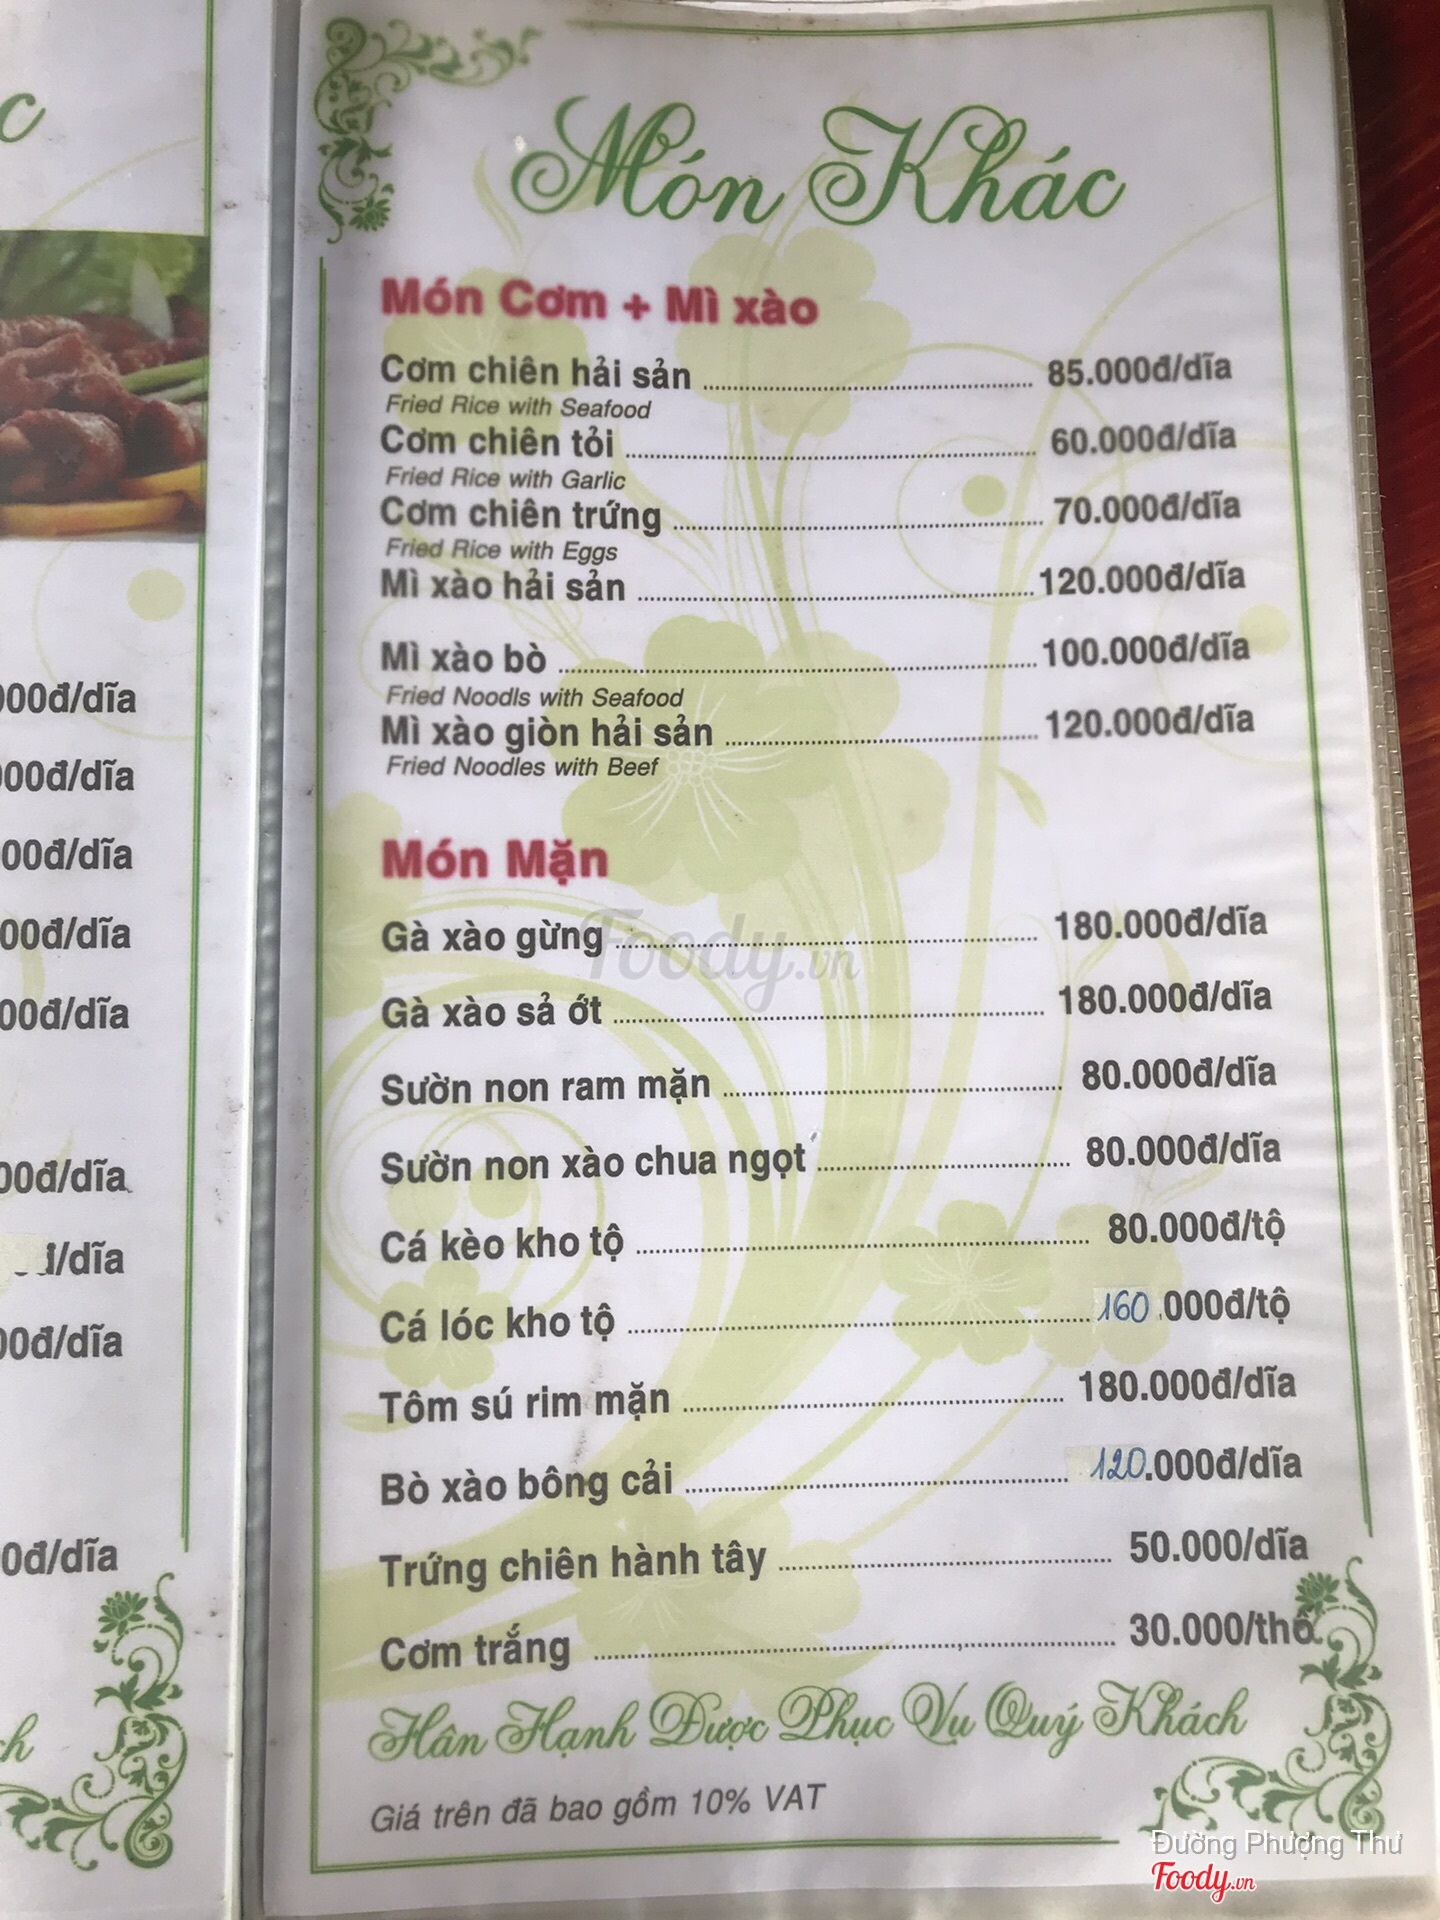 Món Khác
Món Cơm + Mì xào
Cơm chiên hải sản ........ 85.000đ/dĩa
Fried Rice with Seafood
Cơm chiên tỏi ........ 60.000đ/dĩa
Fried Rice with Garlic
Cơm chiên trứng ........ 70.000đ/dĩa
Fried Rice with Eggs
Mì xào hải sản ........ 120.000đ/dĩa
Mì xào bò ........ 100.000đ/dĩa
Fried Noodls with Seafood
Mì xào giòn hải sản ........ 120.000đ/dĩa
Fried Noodles with Beef
Món Mặn
Gà xào gừng ........ 180.000đ/dĩa
Gà xào sả ớt ........ 180.000đ/dĩa
Sườn non ram mặn ........ 80.000đ/dĩa
Sườn non xào chua ngọt ........ 80.000đ/dĩa
Cá kèo kho tộ ........ 80.000đ/tộ
Cá lóc kho tộ ........ 160.000đ/tộ
Tôm sú rim mặn ........ 180.000đ/dĩa
Bò xào bông cải ........ 120.000đ/dĩa
Trứng chiên hành tây ........ 50.000/dĩa
Cơm trắng ........ 30.000/thố
Hân Hạnh Được Phục Vụ Quý Khách
Giá trên đã bao gồm 10% VAT
Foody.vn
Đường Phượng Thư
Foody.vn